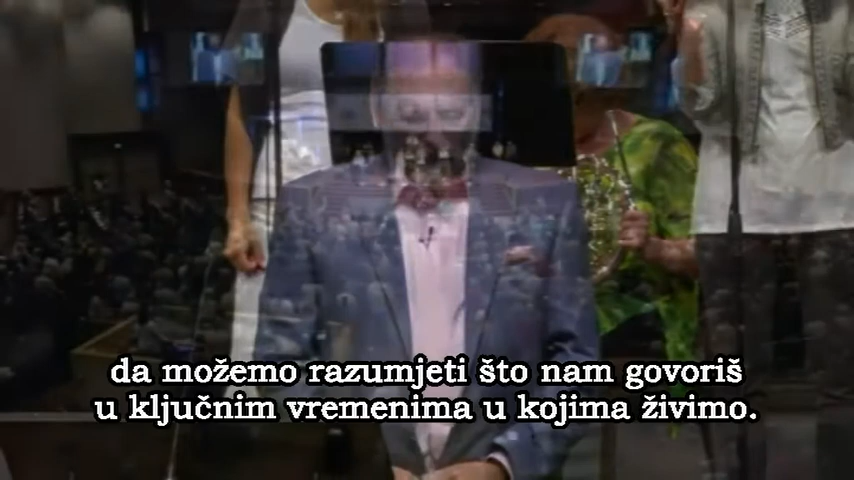 da možemo razumjeti što nam govoriš
u ključnim vremenima u kojima živimo.